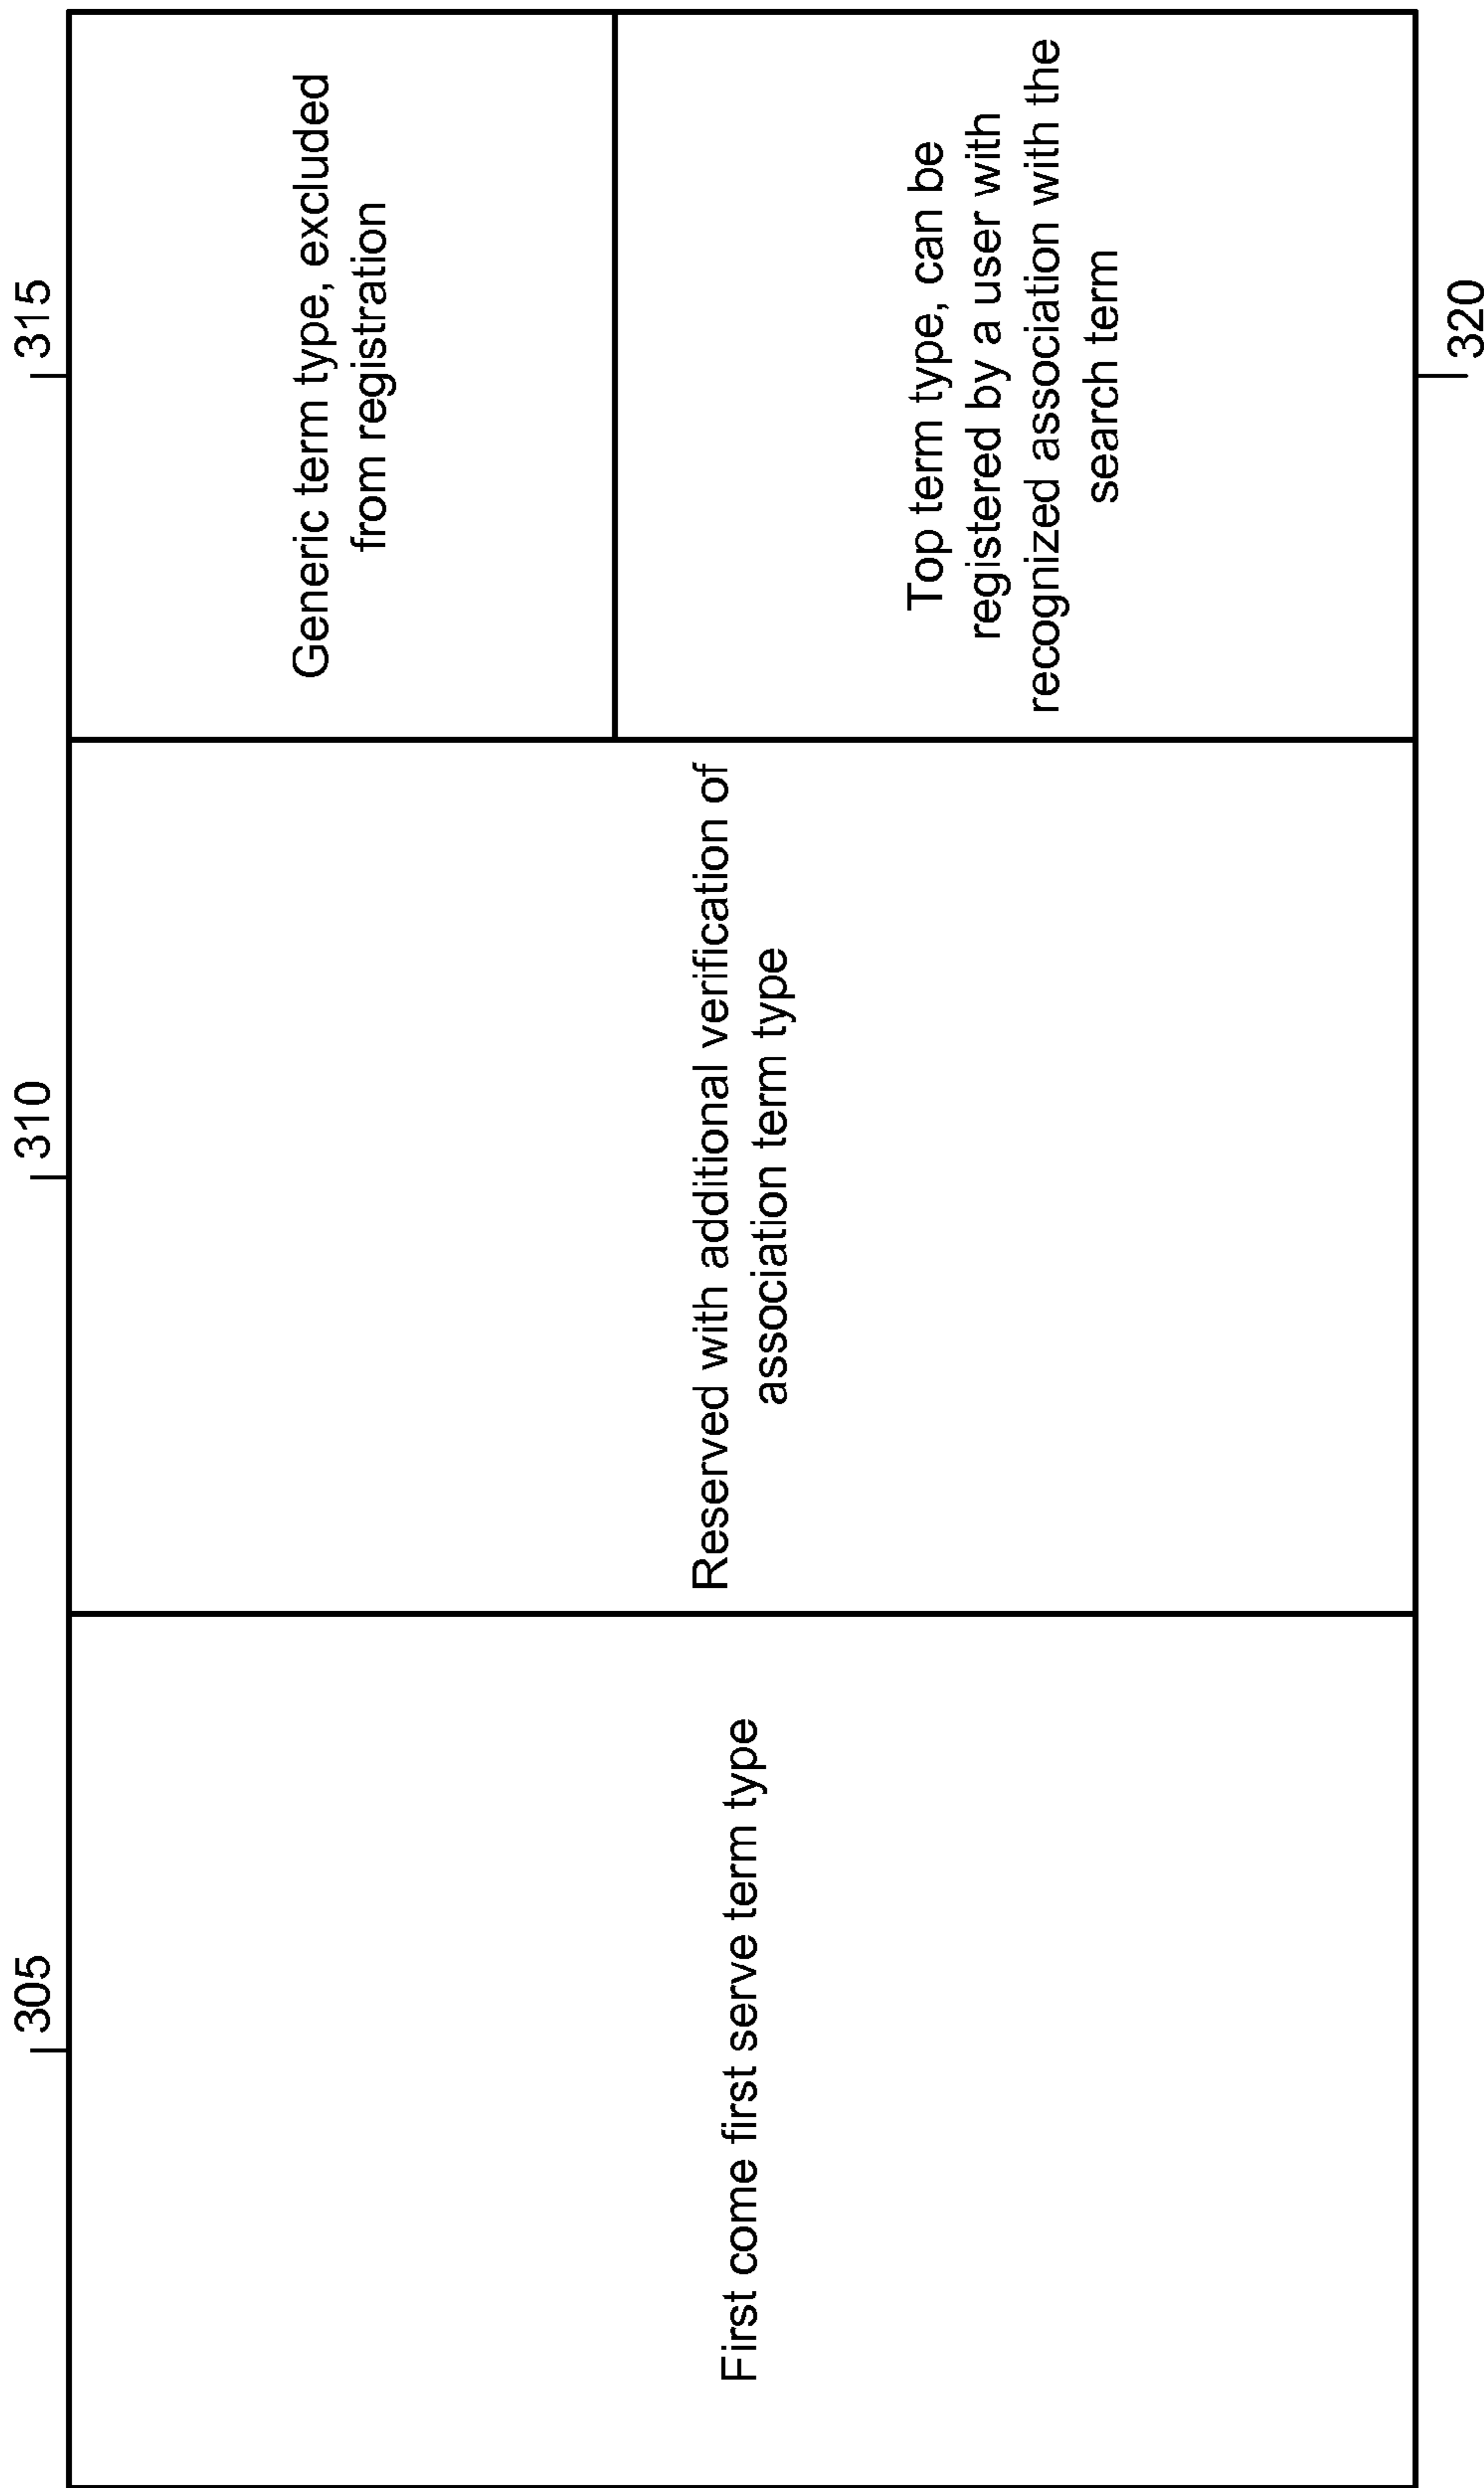 305
310
315
First come first serve term type
Reserved with additional verification of
association term type
Generic term type, excluded
from registration
Top term type, can be
registered by a user with
recognized association with the
search term
320